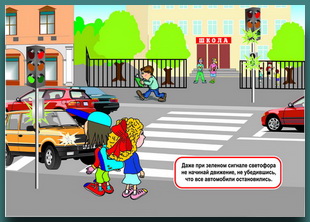 ШКОЛА
Даже при зеленом сигнале светофора
не начинай движение, не убедившись,
что все автомобили остановились.